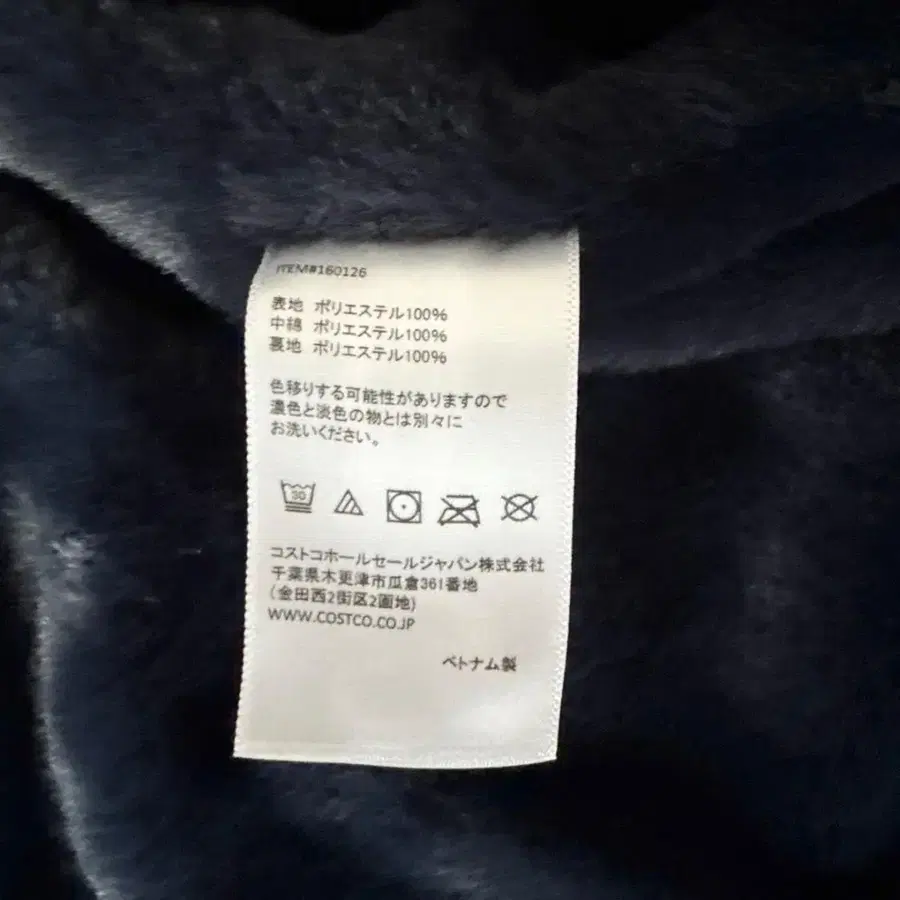 ITEM#160126
表地 ポリエステル100%
中綿 ポリエステル100%
裏地 ポリエステル100%
色移りする可能性がありますので
濃色と淡色の物とは別々に
お洗いください。
30
コストコホールセールジャパン株式会社
千葉県木更津市瓜倉361番地
(金田西2街区2画地)
WWW.COSTCO.CO.JP
ベトナム製